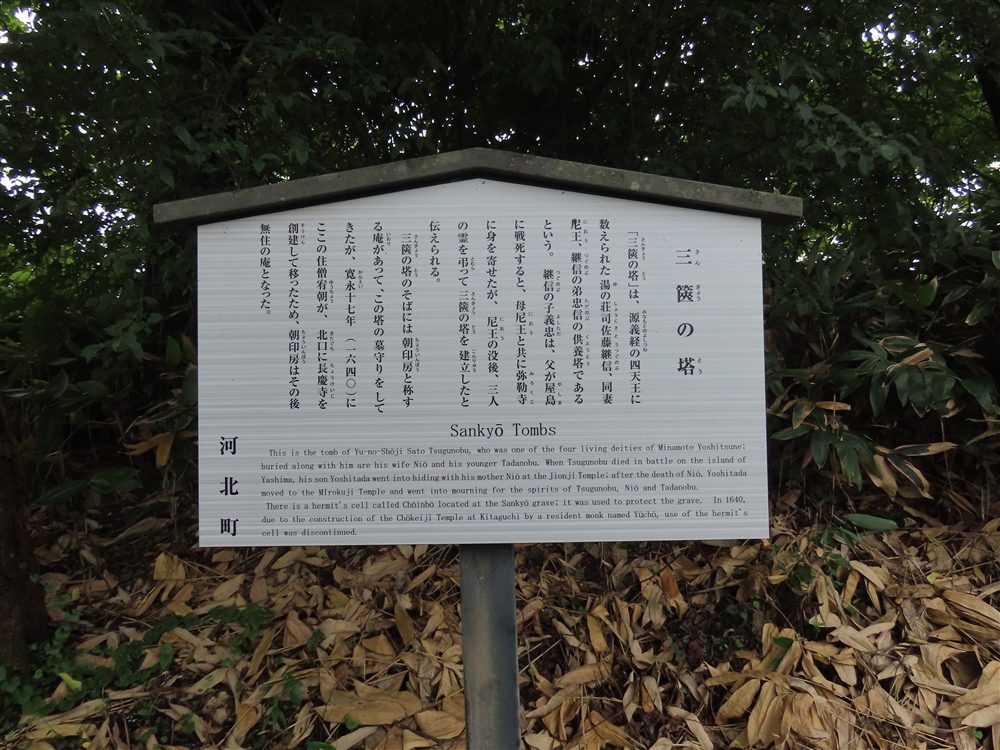 三篋の塔
「三篋の塔」は、源義経の四天王に
数えられた湯の荘司佐藤継信、同妻
尼王、継信の弟忠信の供養塔である
という。 継信の子義忠は、父が屋島
に戦死すると、母尼王と共に弥勒寺
に身を寄せたが、尼王の没後、三人
の霊を弔って三篋の塔を 建立したと
伝えられる。
三篋の塔のそばには朝印房と称す
る庵があって、この塔の墓守りをして
きたが、寛永十七年（一六四〇）に
ここの住僧宥朝が、北口に長慶寺を
創建して移ったため、朝印房はその後
無住の庵となった。
河北町
Sankyō Tombs
This is the tomb of Yu-no-Shōji Sato Tsugunobu, who was one of the four living deities of Minamoto Yoshitsune;
buried along with him are his wife Niō and his younger Tadanobu. When Tsugunobu died in battle on the island of
Yashima, his son Yoshitada went into hiding with his mother Niō at the Jionji Temple; after the death of Niō, Yoshitada
moved to the MIrokuji Temple and went into mourning for the spirits of Tsugunobu, Niō and Tadanobu.
There is a hermit's cell called Chōinbō located at the Sankyō grave; it was used to protect the grave. In 1640,
due to the construction of the Chōkeiji Temple at Kitaguchi by a resident monk named Yūchō, use of the hermit's
cell was discontinued.